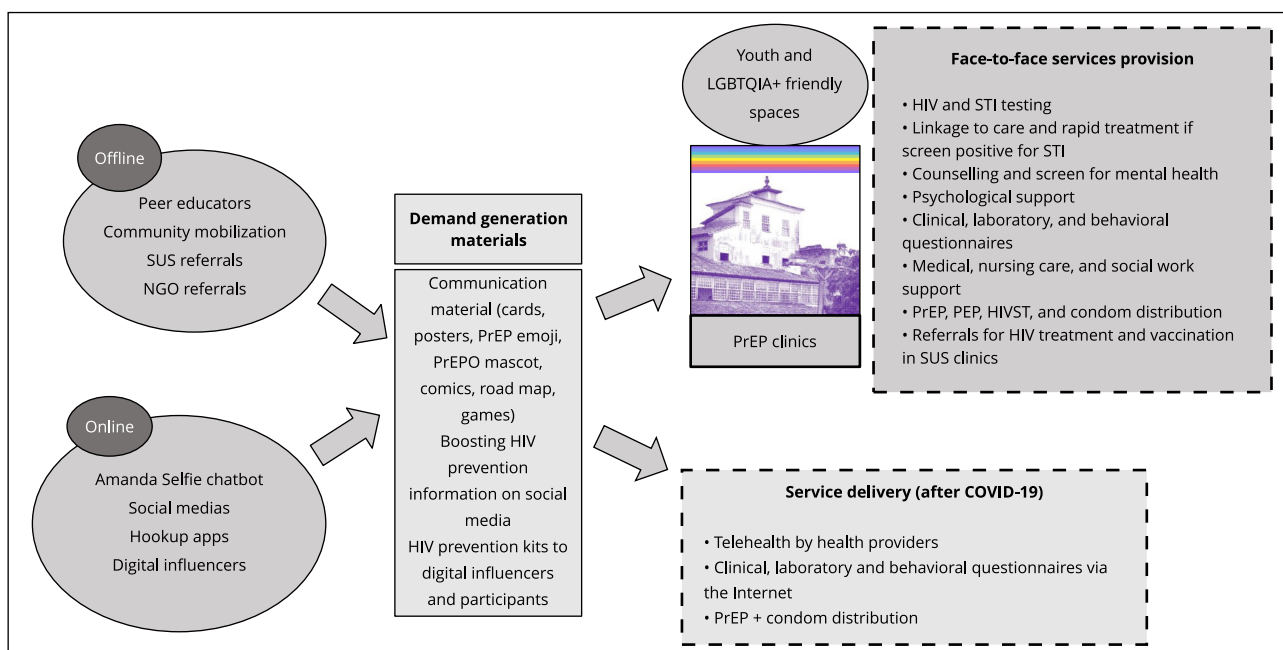 Offline
Peer educators
Community mobilization
SUS referrals
NGO referrals
Online
Amanda Selfie chatbot
Social medias
Hookup apps
Digital influencers
Demand generation
materials
Communication
material (cards,
posters, PrEP emoji,
PrEPO mascot,
comics, road map,
games)
Boosting HIV
prevention
information on social
media
HIV prevention kits to
digital influencers
and participants
Youth and
LGBTQIA+ friendly
spaces
PrEP clinics
Face-to-face services provision
• HIV and STI testing
• Linkage to care and rapid treatment if
screen positive for STI
• Counselling and screen for mental health
• Psychological support
• Clinical, laboratory, and behavioral
questionnaires
• Medical, nursing care, and social work
support
• PrEP, PEP, HIVST, and condom distribution
• Referrals for HIV treatment and vaccination
in SUS clinics
Service delivery (after COVID-19)
• Telehealth by health providers
• Clinical, laboratory and behavioral questionnaires via
the Internet
• PrEP + condom distribution